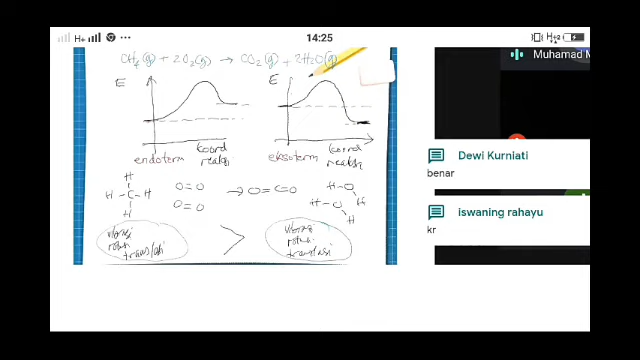 H+
14:25
CH4(g) + 2O2(g) → CO2(g) + 2H2O(g)
E
E
endoterm
koord
reaksi
eksoterm
koord
reaksi
H
H - C - H
H
O=O
O=O
→ O=C=O
H-O
H
H-O
H
vibrasi
rotasi
translasi
>
vibrasi
rotasi
translasi
Muhamad M
Dewi Kurniati
benar
iswaning rahayu
kr